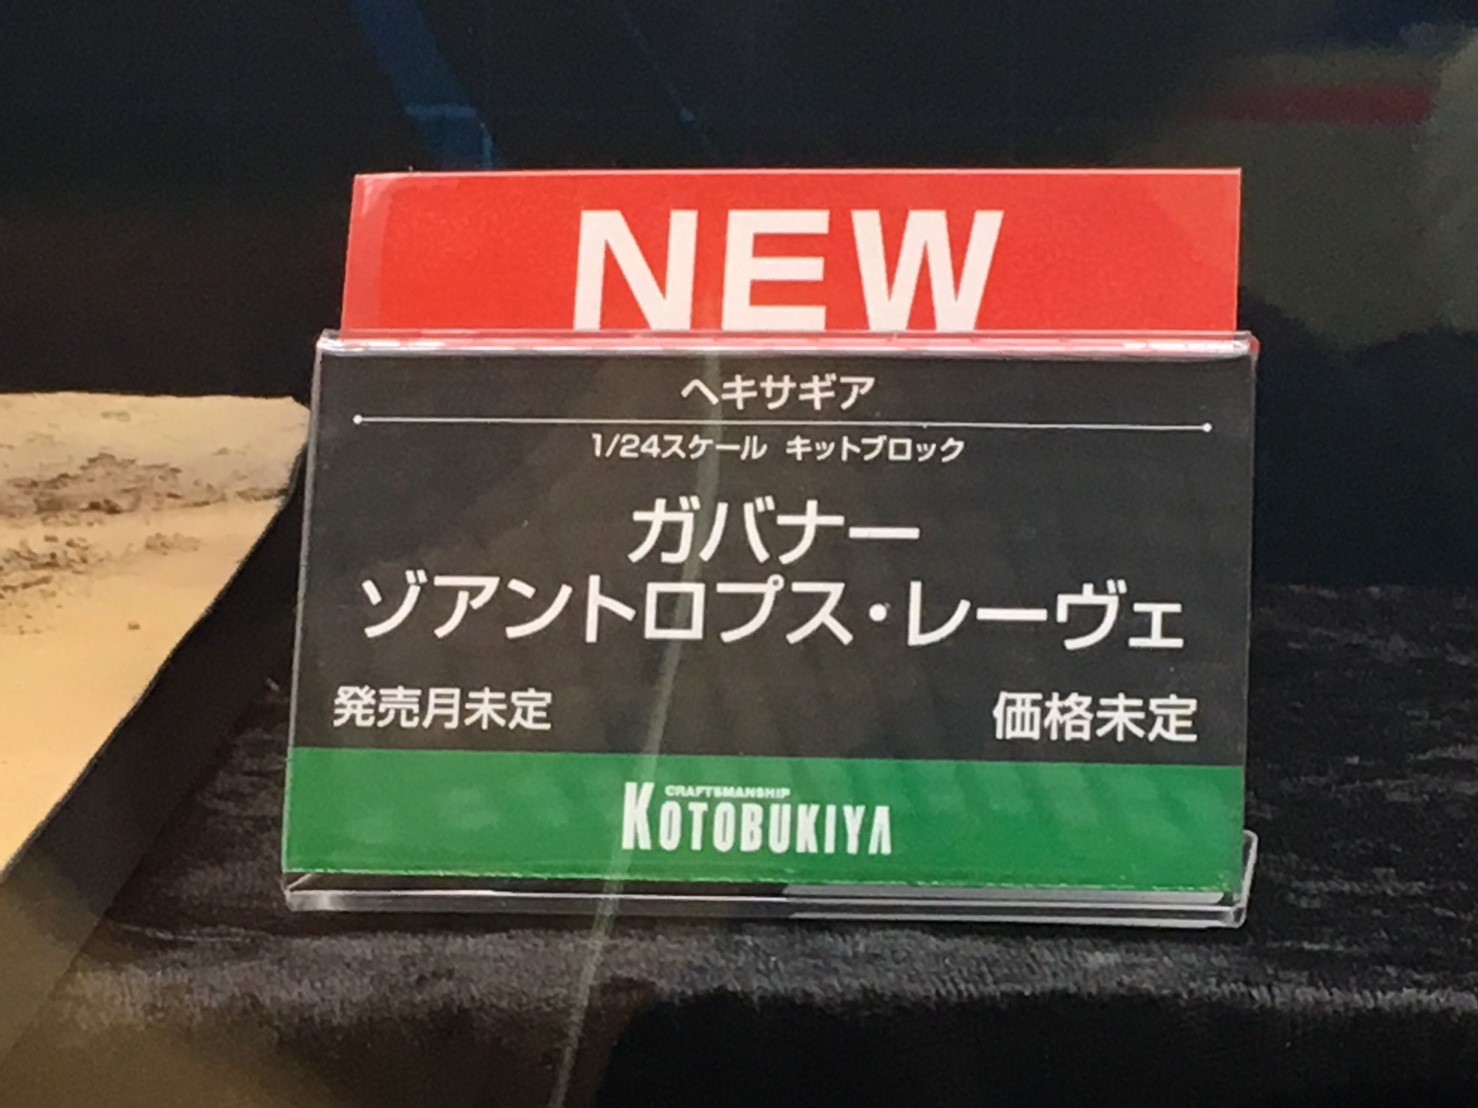 NEW
ヘキサギア
1/24スケール キットブロック
ガバナー
ゾアントロプス・レーヴェ
発売月未定 価格未定
CRAFTSMANSHIP
KOTOBUKIYA